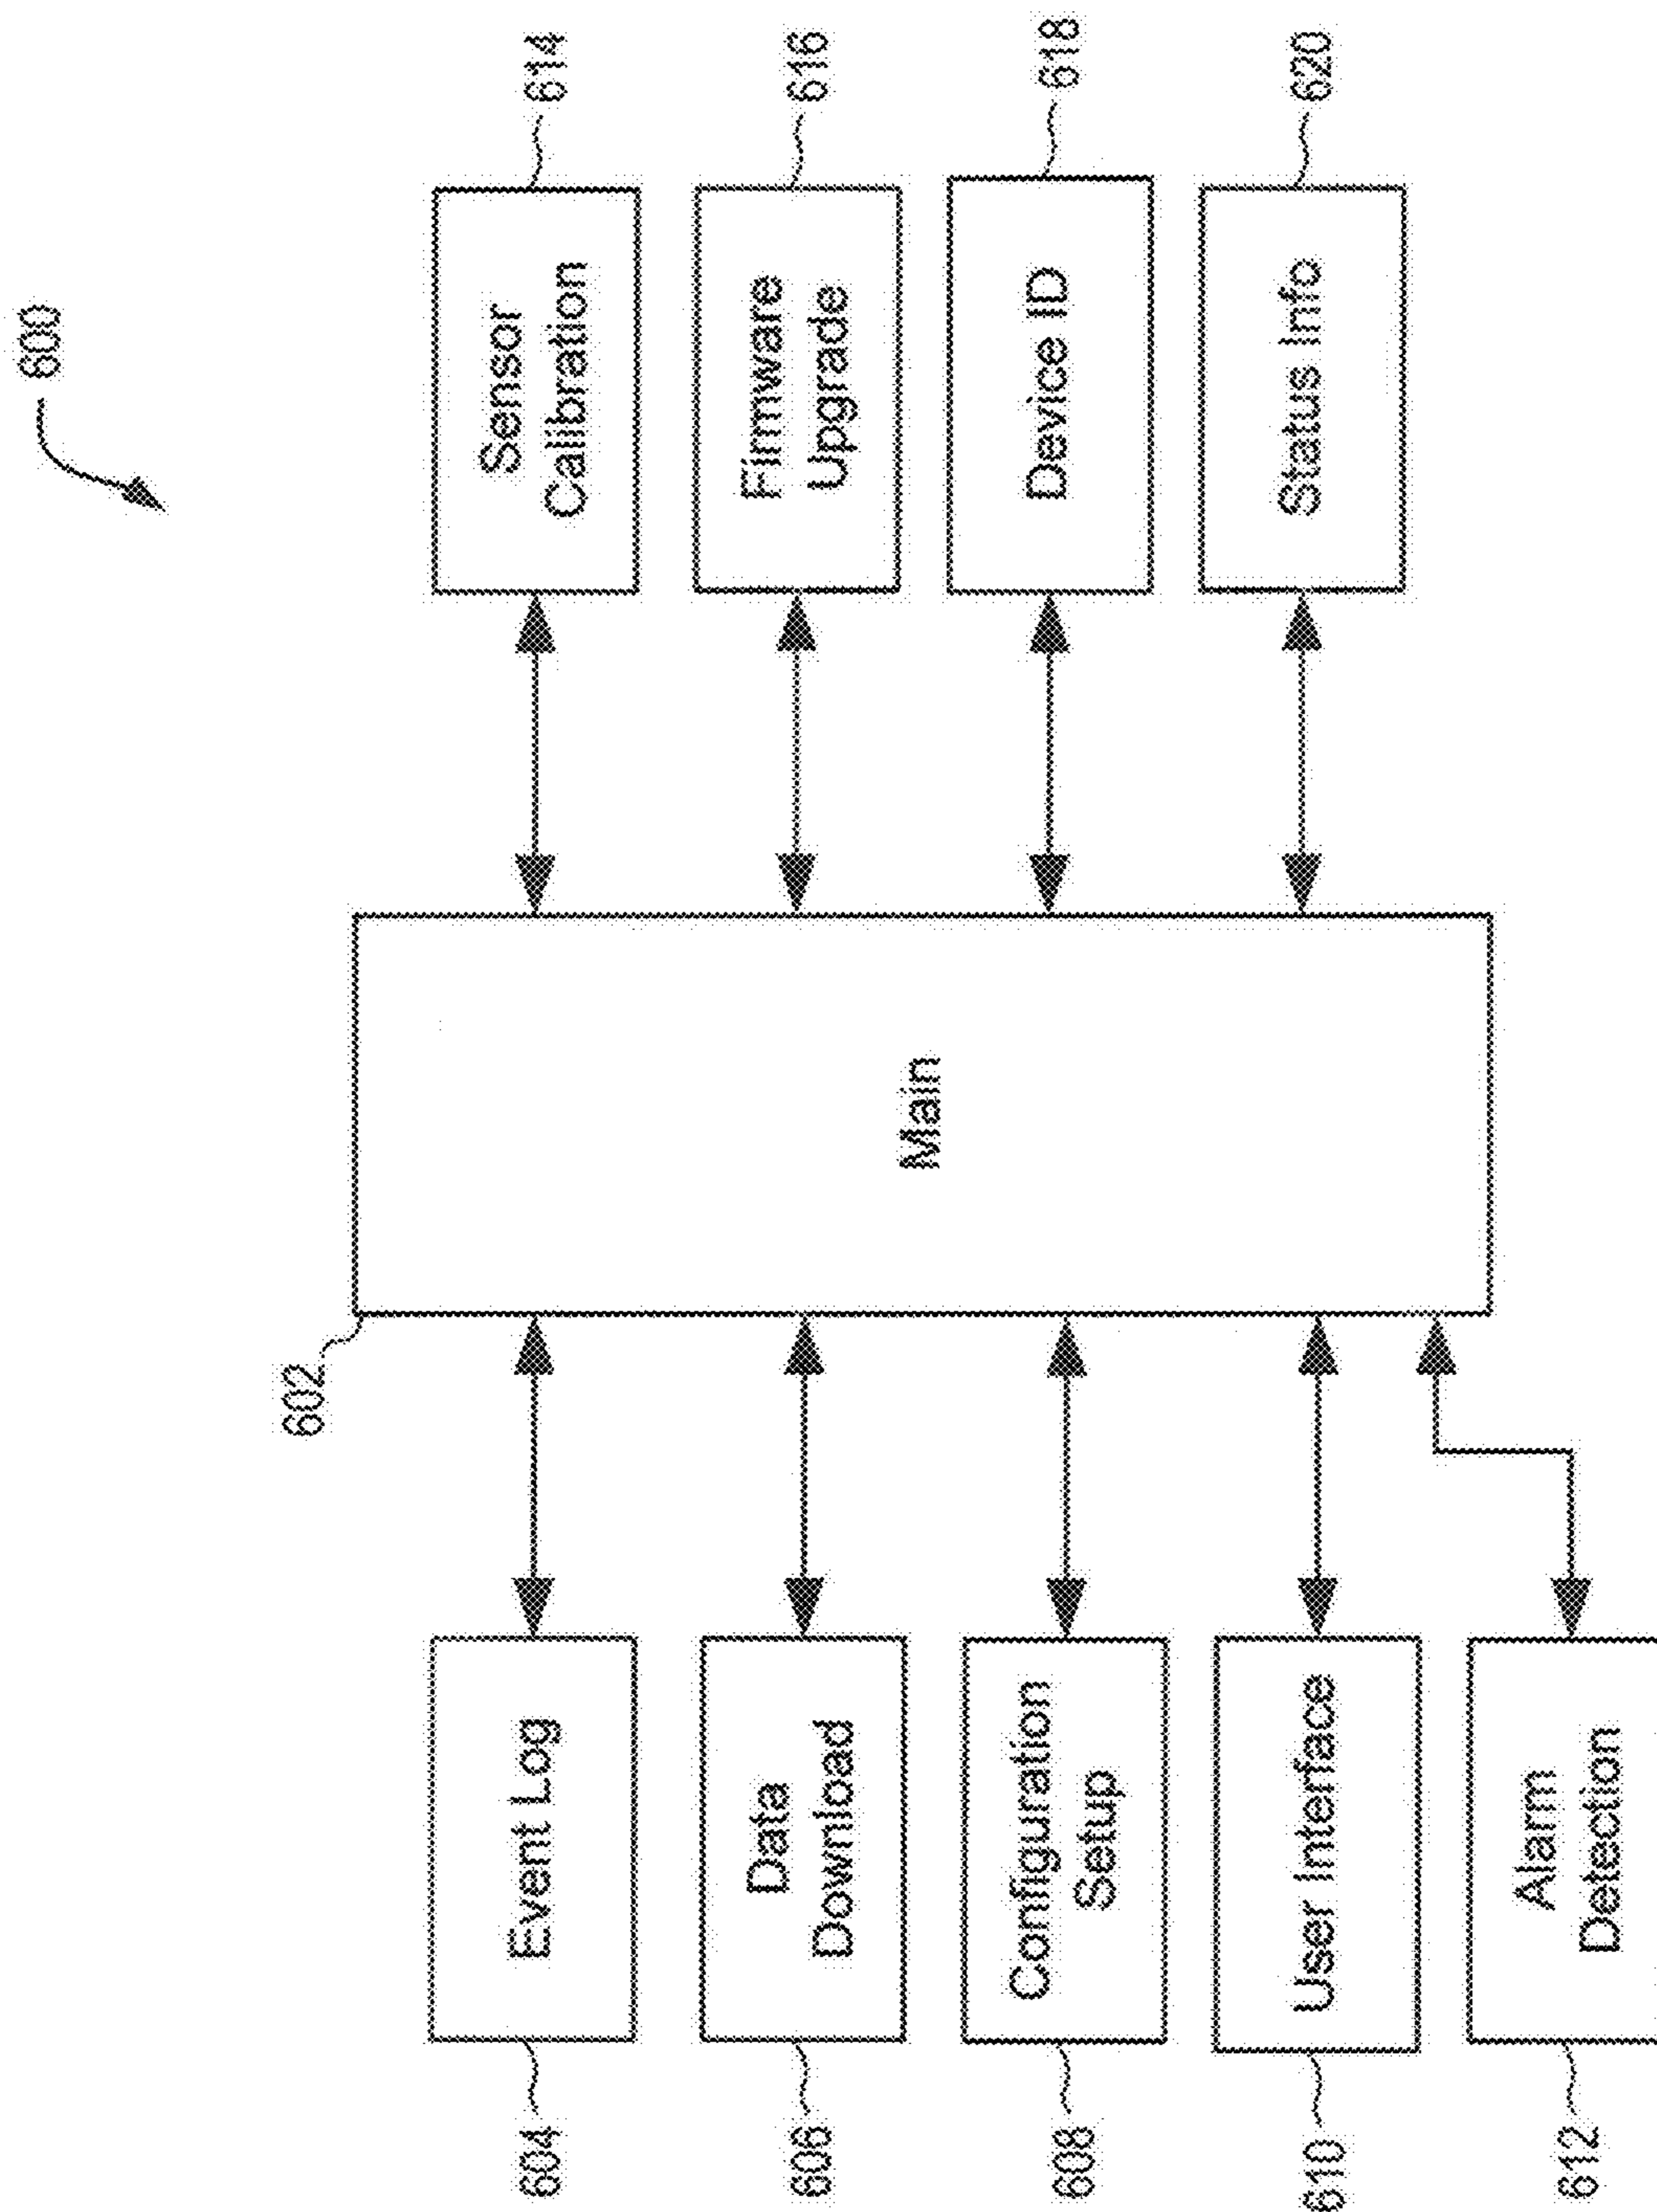 600
602
Main
604
Event Log
606
Data
Download
608
Configuration
Setup
610
User Interface
612
Alarm
Detection
Sensor
Calibration
614
Firmware
Upgrade
616
Device ID
618
Status Info
620